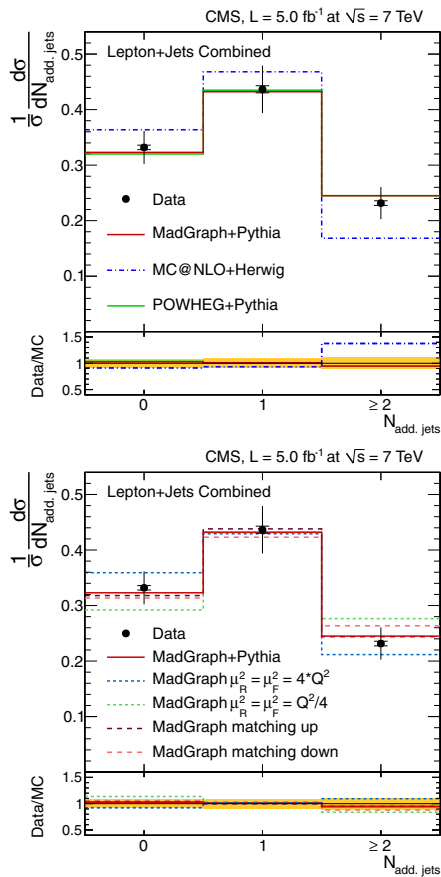 CMS, L = 5.0 fb⁻¹ at √s = 7 TeV
1/σ dσ/dN_add. jets
Lepton+Jets Combined
0.5
0.4
0.3
0.2
0.1
Data
MadGraph+Pythia
MC@NLO+Herwig
POWHEG+Pythia
Data/MC
1.5
1
0.5
0 1 ≥ 2
N_add. jets
CMS, L = 5.0 fb⁻¹ at √s = 7 TeV
1/σ dσ/dN_add. jets
Lepton+Jets Combined
0.5
0.4
0.3
0.2
0.1
Data
MadGraph+Pythia
MadGraph μ²_R = μ²_F = 4*Q²
MadGraph μ²_R = μ²_F = Q²/4
MadGraph matching up
MadGraph matching down
Data/MC
1.5
1
0.5
0 1 ≥ 2
N_add. jets